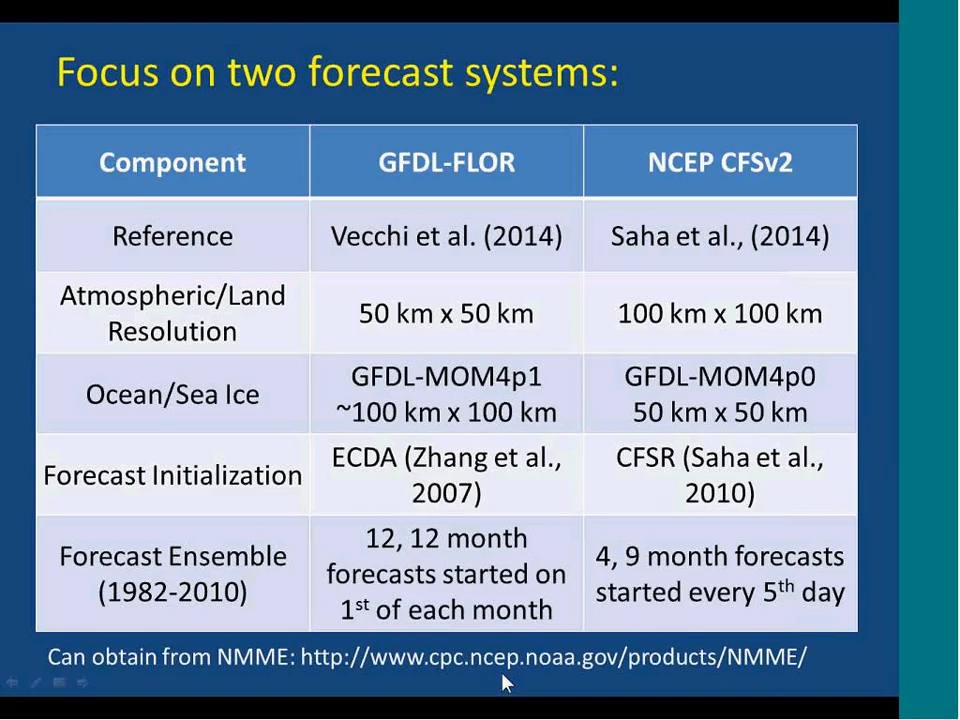 Focus on two forecast systems:
Component GFDL-FLOR NCEP CFSv2
Reference Vecchi et al. (2014) Saha et al., (2014)
Atmospheric/Land
Resolution
50 km x 50 km 100 km x 100 km
Ocean/Sea Ice
GFDL-MOM4p1
~100 km x 100 km
GFDL-MOM4p0
50 km x 50 km
Forecast Initialization
ECDA (Zhang et al.,
2007)
CFSR (Saha et al.,
2010)
Forecast Ensemble
(1982-2010)
12, 12 month
forecasts started on
1st of each month
4, 9 month forecasts
started every 5th day
Can obtain from NMME: http://www.cpc.ncep.noaa.gov/products/NMME/